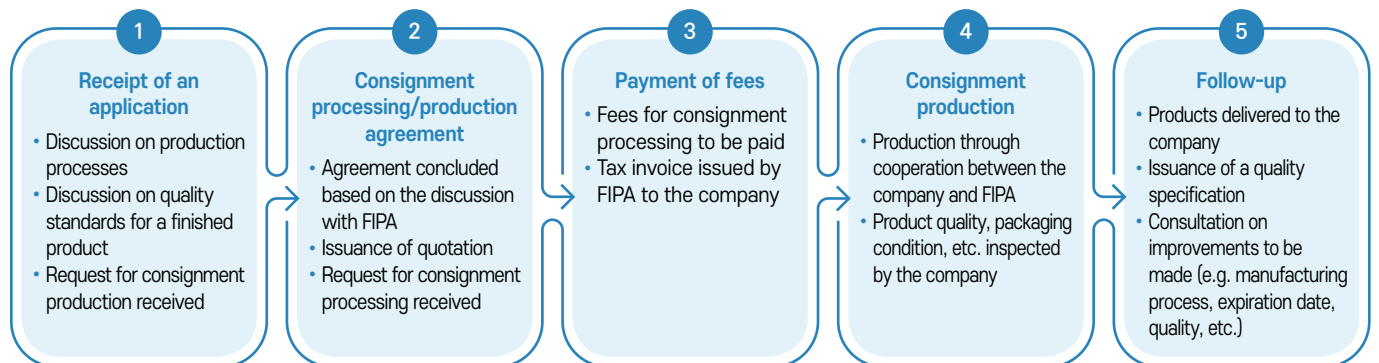 1
Receipt of an
application
• Discussion on production
processes
• Discussion on quality
standards for a finished
product
• Request for consignment
production received
2
Consignment
processing/production
agreement
• Agreement concluded
based on the discussion
with FIPA
• Issuance of quotation
• Request for consignment
processing received
3
Payment of fees
• Fees for consignment
processing to be paid
• Tax invoice issued by
FIPA to the company
4
Consignment
production
• Production through
cooperation between the
company and FIPA
• Product quality, packaging
condition, etc. inspected
by the company
5
Follow-up
• Products delivered to the
company
• Issuance of a quality
specification
• Consultation on
improvements to be
made (e.g. manufacturing
process, expiration date,
quality, etc.)